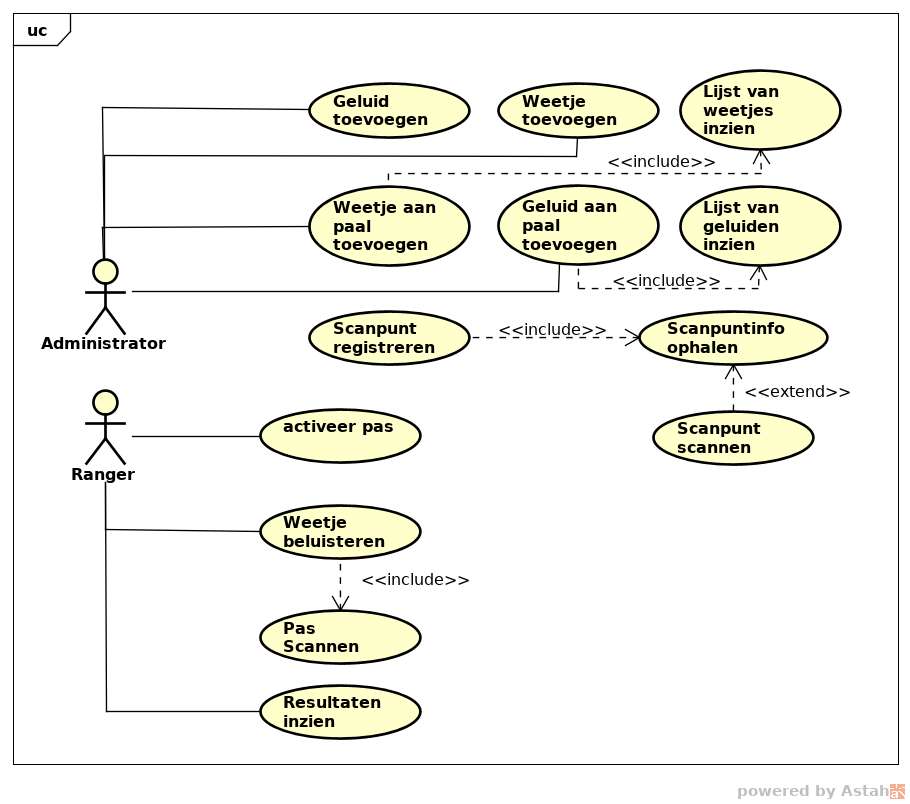 uc
Geluid
toevoegen
Weetje
toevoegen
Lijst van
weetjes
inzien
<<include>>
Weetje aan
paal
toevoegen
Geluid aan
paal
toevoegen
Lijst van
geluiden
inzien
<<include>>
Administrator
Scanpunt
registreren
<<include>>
Scanpuntinfo
ophalen
<<extend>>
Scanpunt
scannen
Ranger
activeer pas
Weetje
beluisteren
<<include>>
Pas
Scannen
Resultaten
inzien
powered by Astah